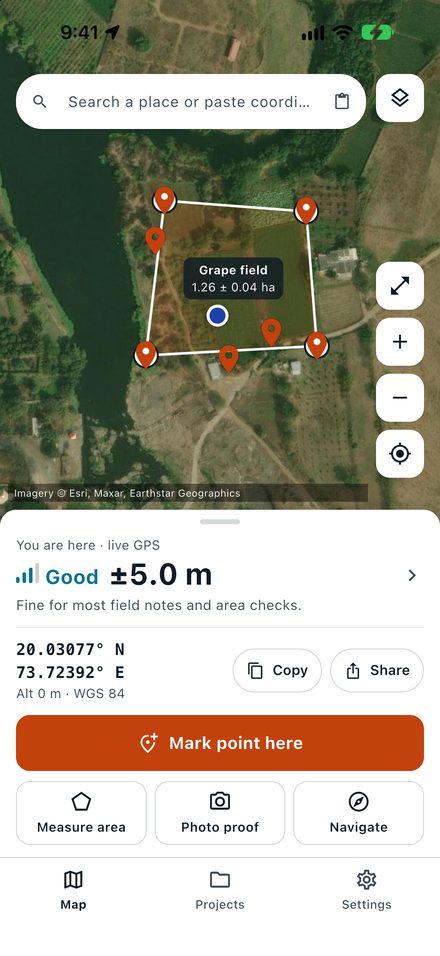 9:41
Search a place or paste coordi...
Grape field
1.26 ± 0.04 ha
Imagery © Esri, Maxar, Earthstar Geographics
You are here · live GPS
Good ±5.0 m
Fine for most field notes and area checks.
20.03077° N
73.72392° E
Alt 0 m · WGS 84
Copy
Share
Mark point here
Measure area
Photo proof
Navigate
Map
Projects
Settings